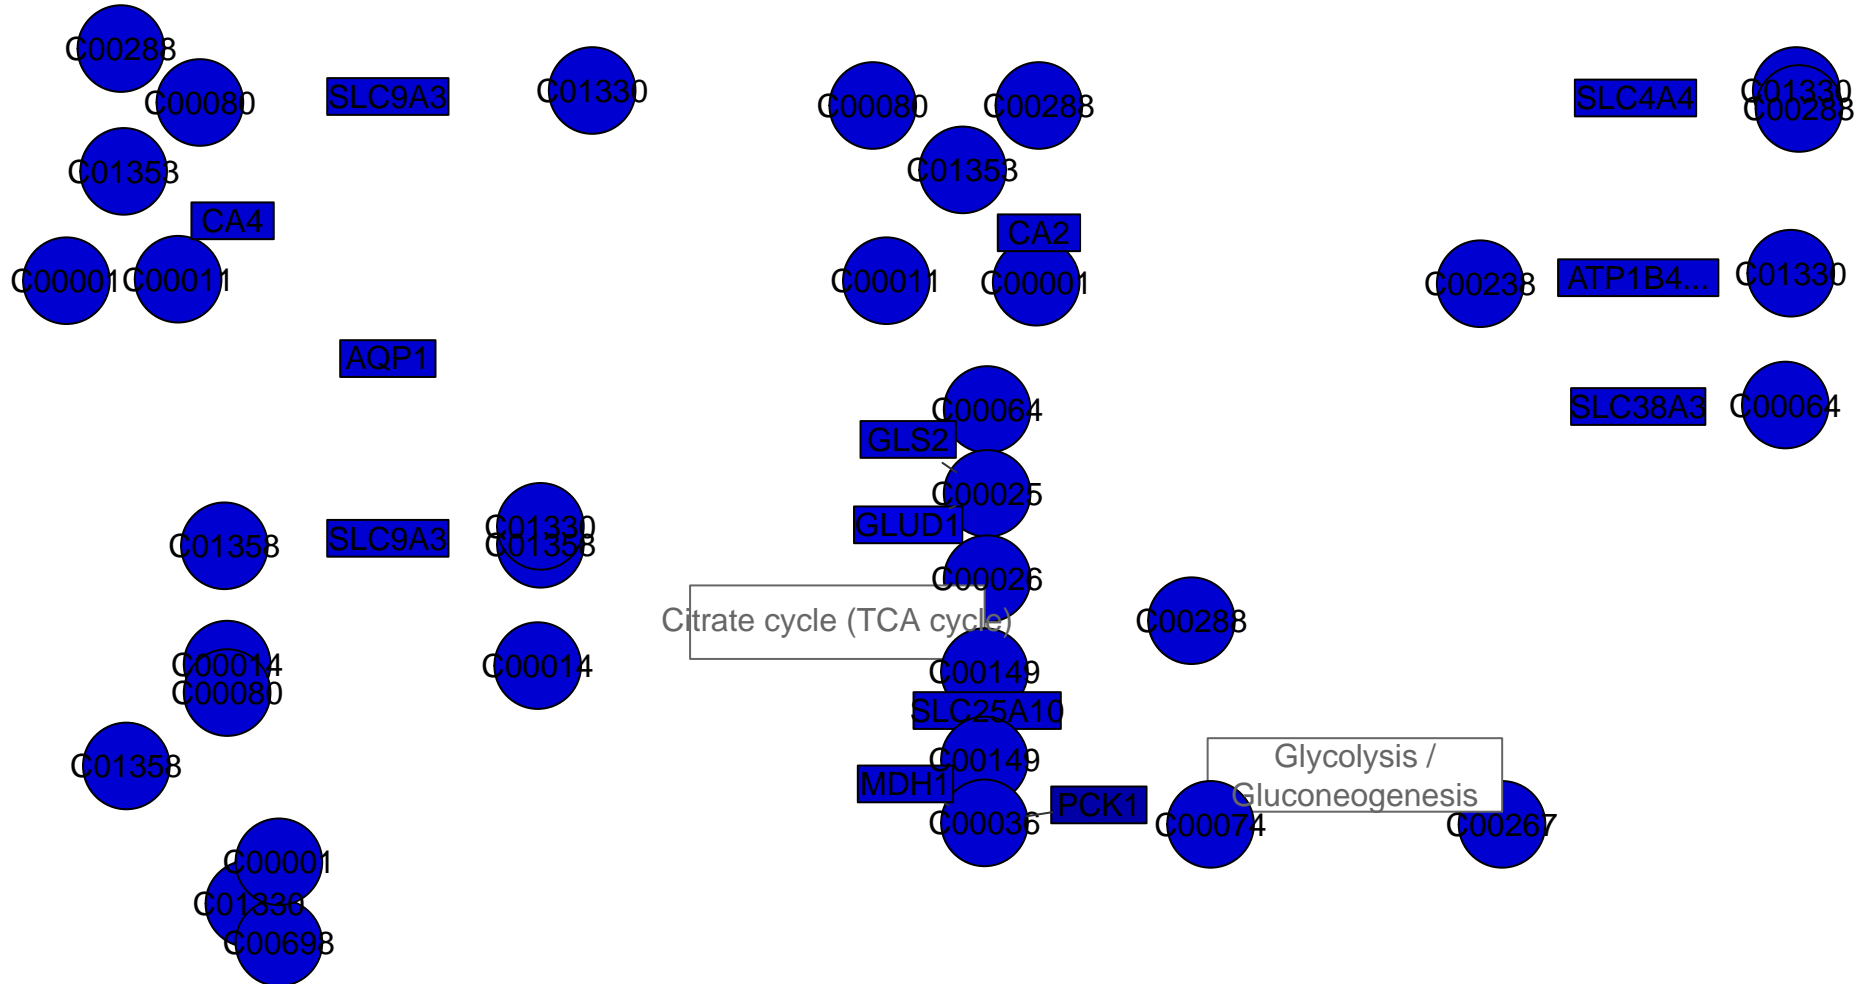 C00288
C00080
SLC9A3
C01330
C00080
C00288
SLC4A4
C01330
C00288
C01353
C01353
CA4
CA2
C00001
C00011
C00011
C00001
C00238
ATP1B4...
C01330
AQP1
C00064
SLC38A3
C00064
GLS2
C00025
GLUD1
C01358
SLC9A3
C01330
C01358
C00026
Citrate cycle (TCA cycle)
C00288
C00014
C00080
C00014
C00149
SLC25A10
C01358
C00149
MDH1
Glycolysis /
Gluconeogenesis
PCK1
C00036
C00074
C00267
C00001
C01330
C00698